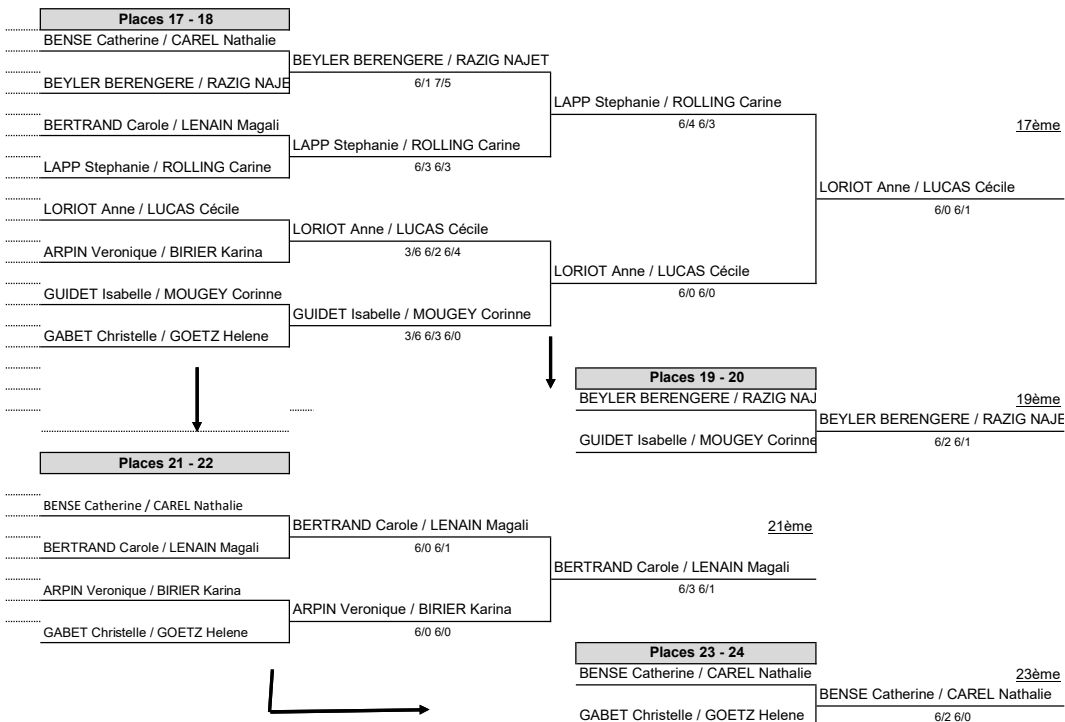 Places 17 - 18
BENSE Catherine / CAREL Nathalie
BEYLER BERENGERE / RAZIG NAJET
BEYLER BERENGERE / RAZIG NAJE
6/1 7/5
LAPP Stephanie / ROLLING Carine
6/4 6/3
BERTRAND Carole / LENAIN Magali
17ème
LAPP Stephanie / ROLLING Carine
LAPP Stephanie / ROLLING Carine
6/3 6/3
LORIOT Anne / LUCAS Cécile
6/0 6/1
LORIOT Anne / LUCAS Cécile
LORIOT Anne / LUCAS Cécile
ARPIN Veronique / BIRIER Karina
3/6 6/2 6/4
LORIOT Anne / LUCAS Cécile
6/0 6/0
GUIDET Isabelle / MOUGEY Corinne
GUIDET Isabelle / MOUGEY Corinne
GABET Christelle / GOETZ Helene
3/6 6/3 6/0
Places 19 - 20
BEYLER BERENGERE / RAZIG NAJ
19ème
BEYLER BERENGERE / RAZIG NAJE
GUIDET Isabelle / MOUGEY Corinne
6/2 6/1
Places 21 - 22
BENSE Catherine / CAREL Nathalie
BERTRAND Carole / LENAIN Magali
21ème
BERTRAND Carole / LENAIN Magali
6/0 6/1
BERTRAND Carole / LENAIN Magali
6/3 6/1
ARPIN Veronique / BIRIER Karina
ARPIN Veronique / BIRIER Karina
GABET Christelle / GOETZ Helene
6/0 6/0
Places 23 - 24
BENSE Catherine / CAREL Nathalie
23ème
BENSE Catherine / CAREL Nathalie
GABET Christelle / GOETZ Helene
6/2 6/0